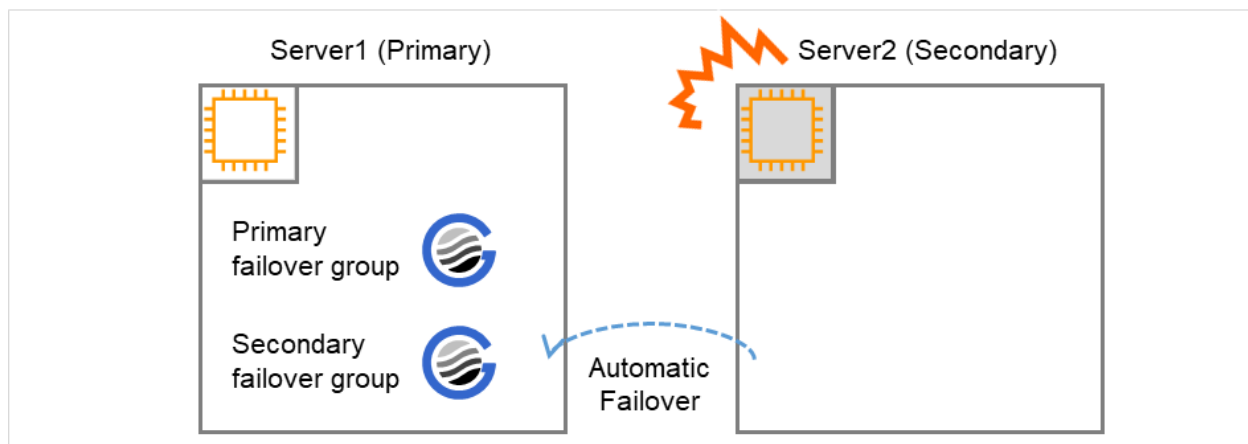 Server1 (Primary)
Server2 (Secondary)
Primary
failover group
Secondary
failover group
Automatic
Failover